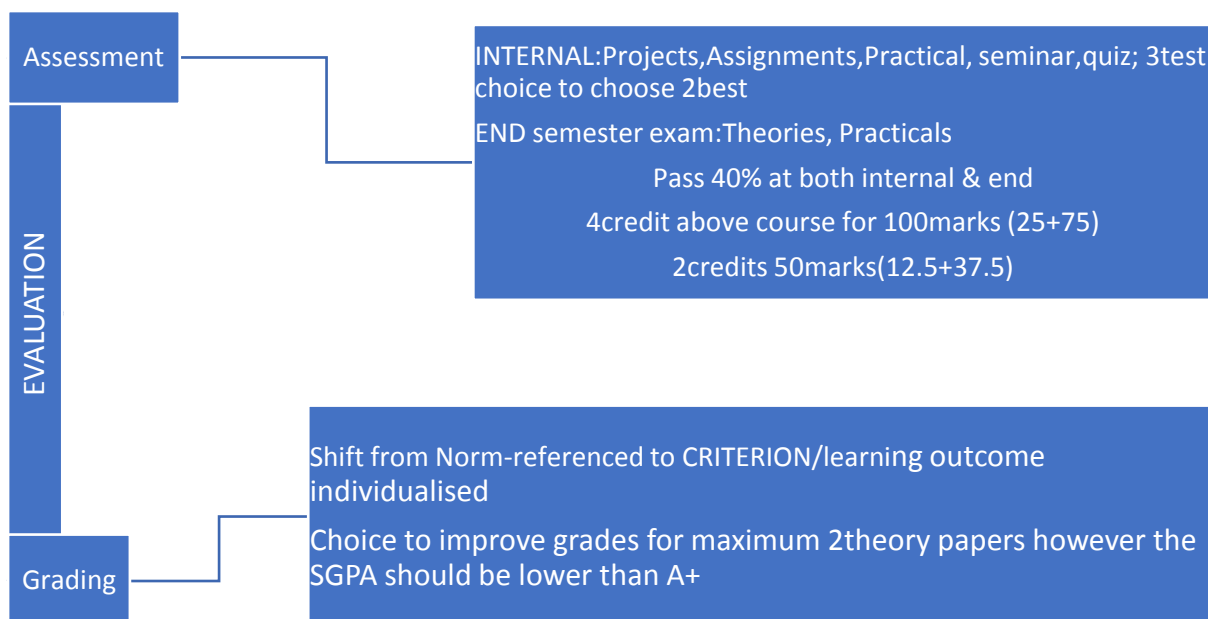 Assessment
INTERNAL:Projects,Assignments,Practical, seminar,quiz; 3test
choice to choose 2best
END semester exam:Theories, Practicals
Pass 40% at both internal & end
4credit above course for 100marks (25+75)
2credits 50marks(12.5+37.5)
EVALUATION
Shift from Norm-referenced to CRITERION/learning outcome
individualised
Choice to improve grades for maximum 2theory papers however the
SGPA should be lower than A+
Grading